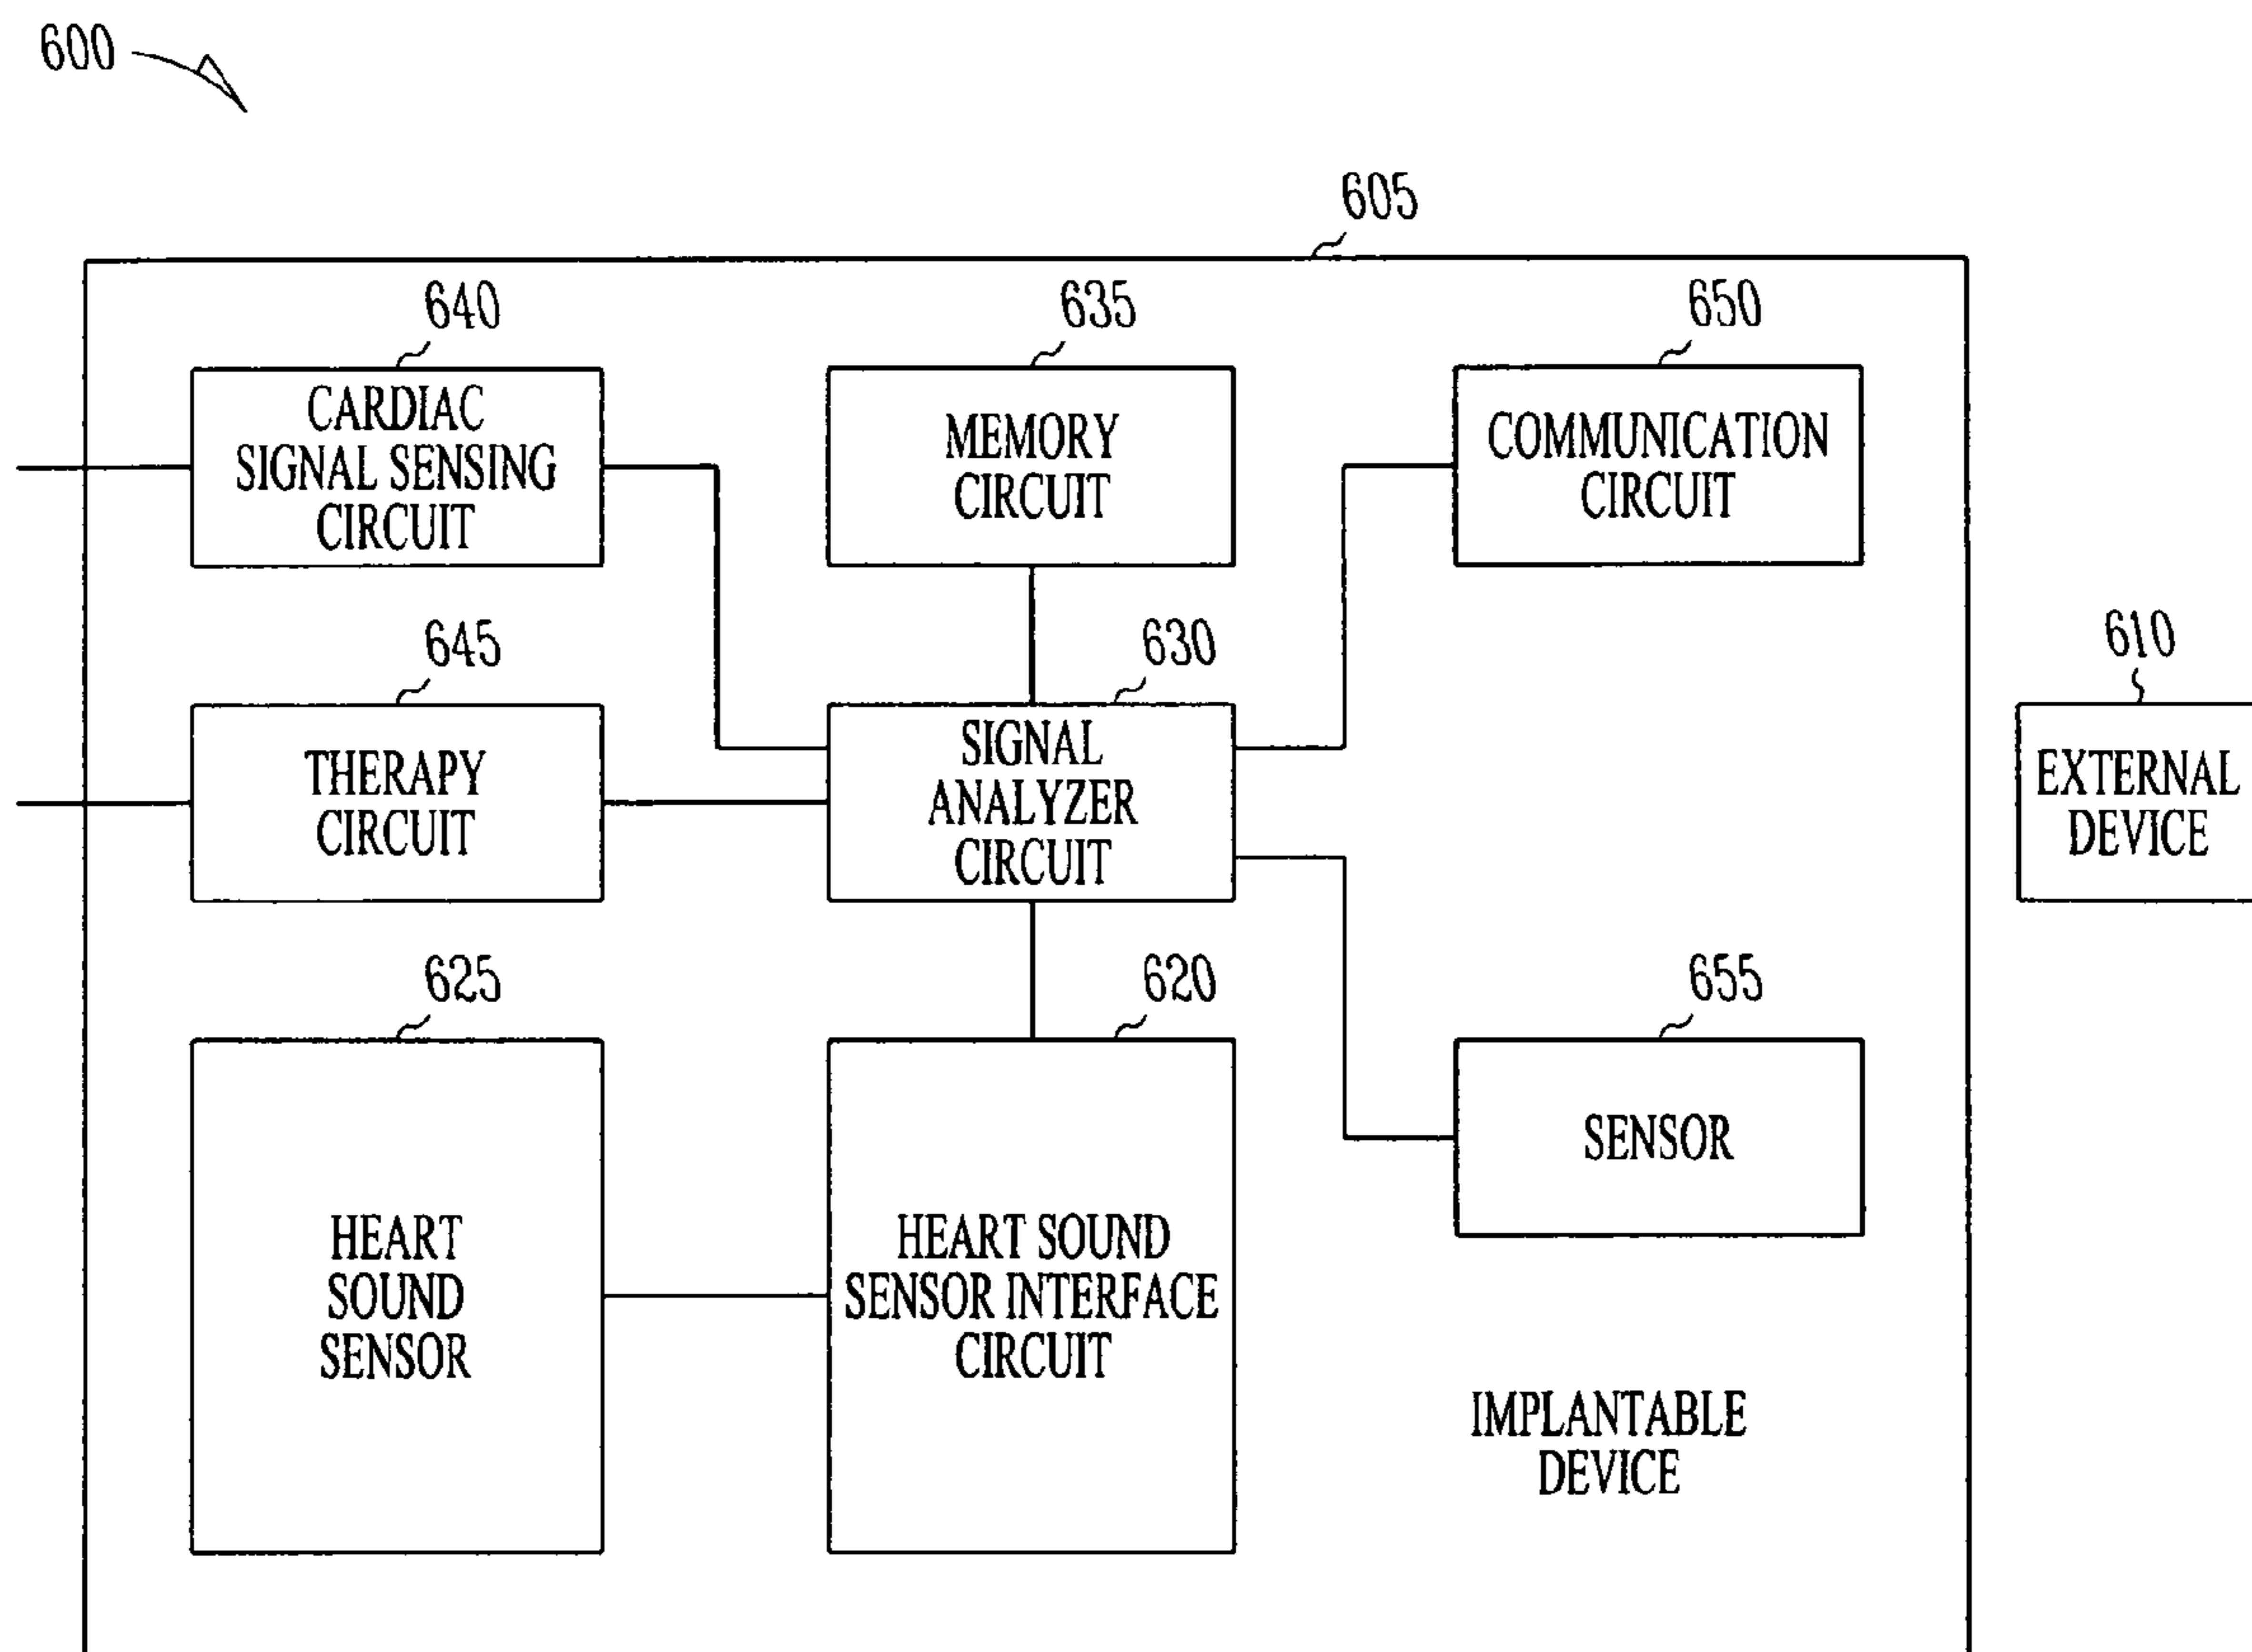 600
605
640
635
650
CARDIAC
SIGNAL SENSING
CIRCUIT
MEMORY
CIRCUIT
COMMUNICATION
CIRCUIT
645
630
610
THERAPY
CIRCUIT
SIGNAL
ANALYZER
CIRCUIT
EXTERNAL
DEVICE
625
620
655
HEART
SOUND
SENSOR
HEART SOUND
SENSOR INTERFACE
CIRCUIT
SENSOR
IMPLANTABLE
DEVICE